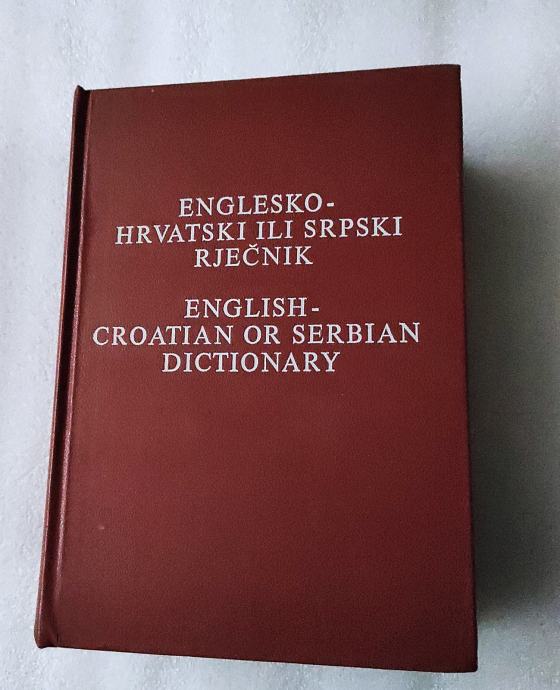 ENGLESKO-
HRVATSKI ILI SRPSKI
RJEČNIK
ENGLISH-
CROATIAN OR SERBIAN
DICTIONARY